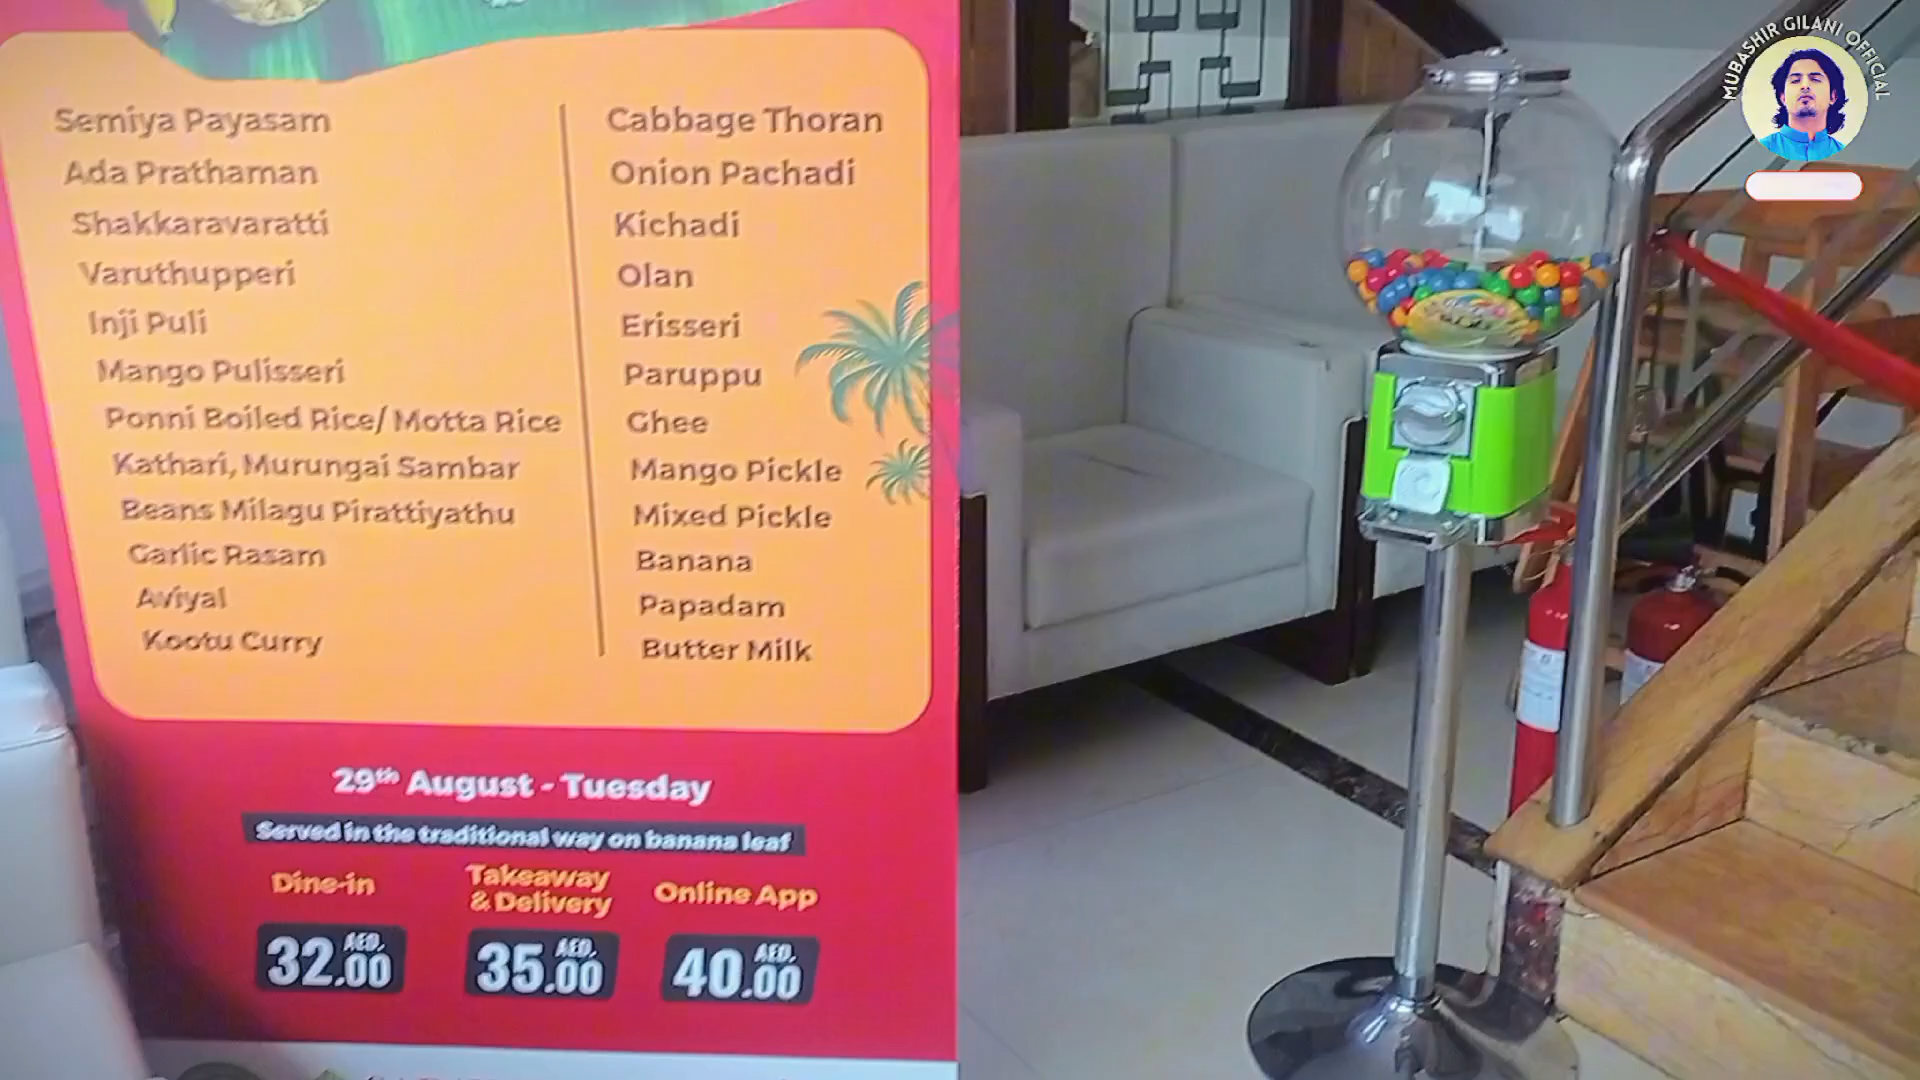 Semiya Payasam
Ada Prathaman
Shakkaravaratti
Varuthupperi
Inji Puli
Mango Pulisseri
Ponni Boiled Rice/ Motta Rice
Kathari, Murungai Sambar
Beans Milagu Pirattiyathu
Garlic Rasam
Aviyal
Kootu Curry
Cabbage Thoran
Onion Pachadi
Kichadi
Olan
Erisseri
Paruppu
Ghee
Mango Pickle
Mixed Pickle
Banana
Papadam
Butter Milk
29th August - Tuesday
Served in the traditional way on banana leaf
Dine-in
AED.
32.00
Takeaway
& Delivery
AED.
35.00
Online App
AED.
40.00
MUBASHIR GILANI OFFICIAL